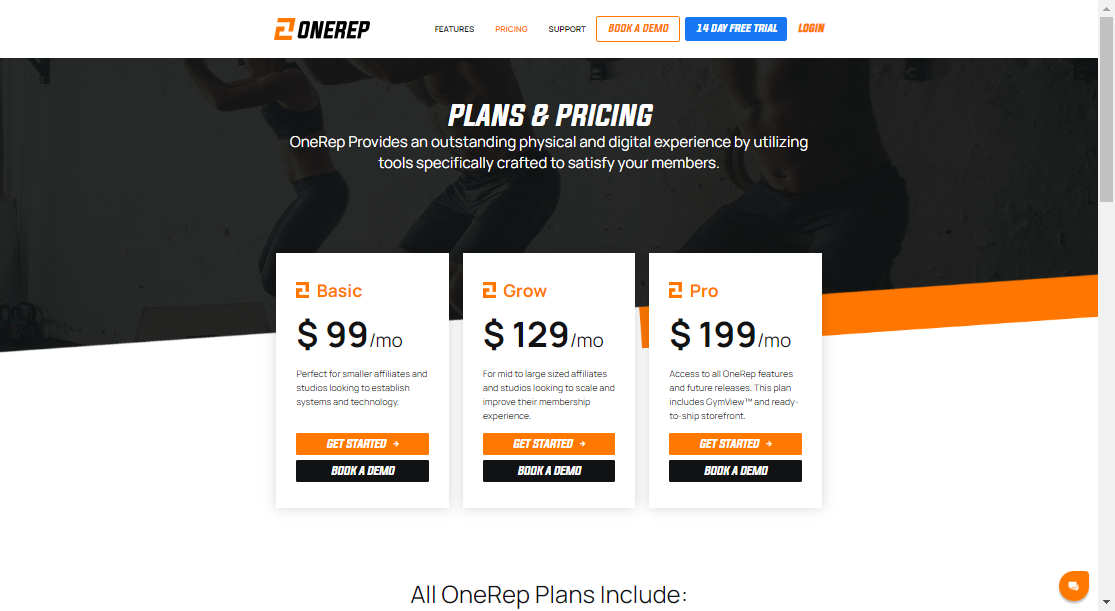 ONEREP
FEATURES
PRICING
SUPPORT
BOOK A DEMO
14 DAY FREE TRIAL
LOGIN
PLANS & PRICING
OneRep Provides an outstanding physical and digital experience by utilizing
tools specifically crafted to satisfy your members.
Basic
$ 99/mo
Perfect for smaller affiliates and
studios looking to establish
systems and technology.
GET STARTED →
BOOK A DEMO
Grow
$ 129/mo
For mid to large sized affiliates
and studios looking to scale and
improve their membership
experience.
GET STARTED →
BOOK A DEMO
Pro
$ 199/mo
Access to all OneRep features
and future releases. This plan
includes GymView™ and ready-
to-ship storefront.
GET STARTED →
BOOK A DEMO
All OneRep Plans Include: